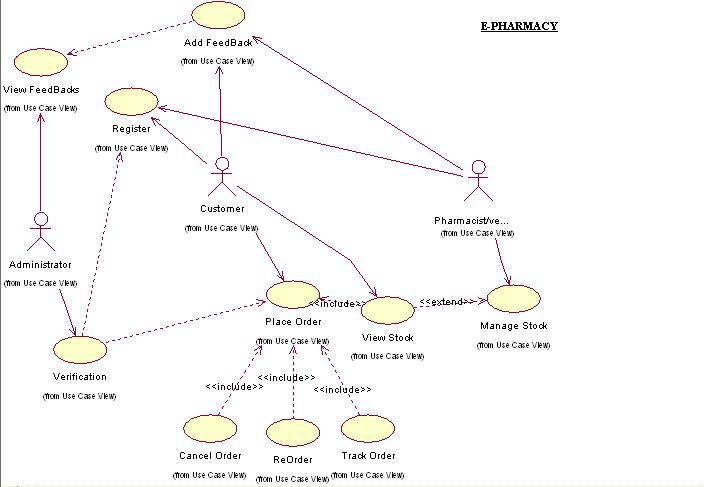 E-PHARMACY
Add FeedBack
(from Use Case View)
View FeedBacks
(from Use Case View)
Register
(from Use Case View)
Customer
(from Use Case View)
Pharmacist/ve...
(from Use Case View)
Administrator
(from Use Case View)
Place Order
(from Use Case View)
<<include>>
View Stock
(from Use Case View)
<<extend>>
Manage Stock
(from Use Case View)
Verification
(from Use Case View)
<<include>>
<<include>>
<<include>>
Cancel Order
(from Use Case View)
ReOrder
(from Use Case View)
Track Order
(from Use Case View)